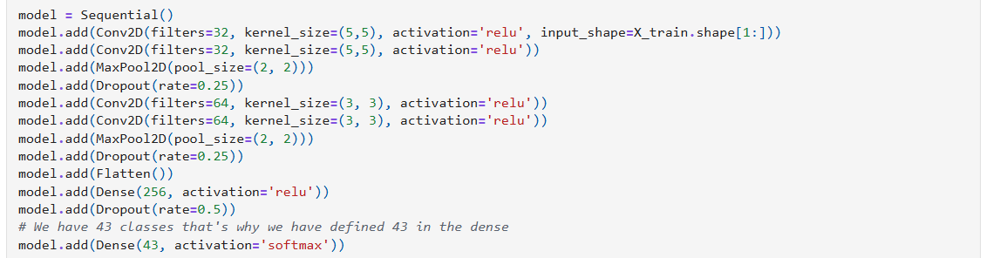 model = Sequential()
model.add(Conv2D(filters=32, kernel_size=(5,5), activation='relu', input_shape=X_train.shape[1:]))
model.add(Conv2D(filters=32, kernel_size=(5,5), activation='relu'))
model.add(MaxPool2D(pool_size=(2, 2)))
model.add(Dropout(rate=0.25))
model.add(Conv2D(filters=64, kernel_size=(3, 3), activation='relu'))
model.add(Conv2D(filters=64, kernel_size=(3, 3), activation='relu'))
model.add(MaxPool2D(pool_size=(2, 2)))
model.add(Dropout(rate=0.25))
model.add(Flatten())
model.add(Dense(256, activation='relu'))
model.add(Dropout(rate=0.5))
# We have 43 classes that's why we have defined 43 in the dense
model.add(Dense(43, activation='softmax'))